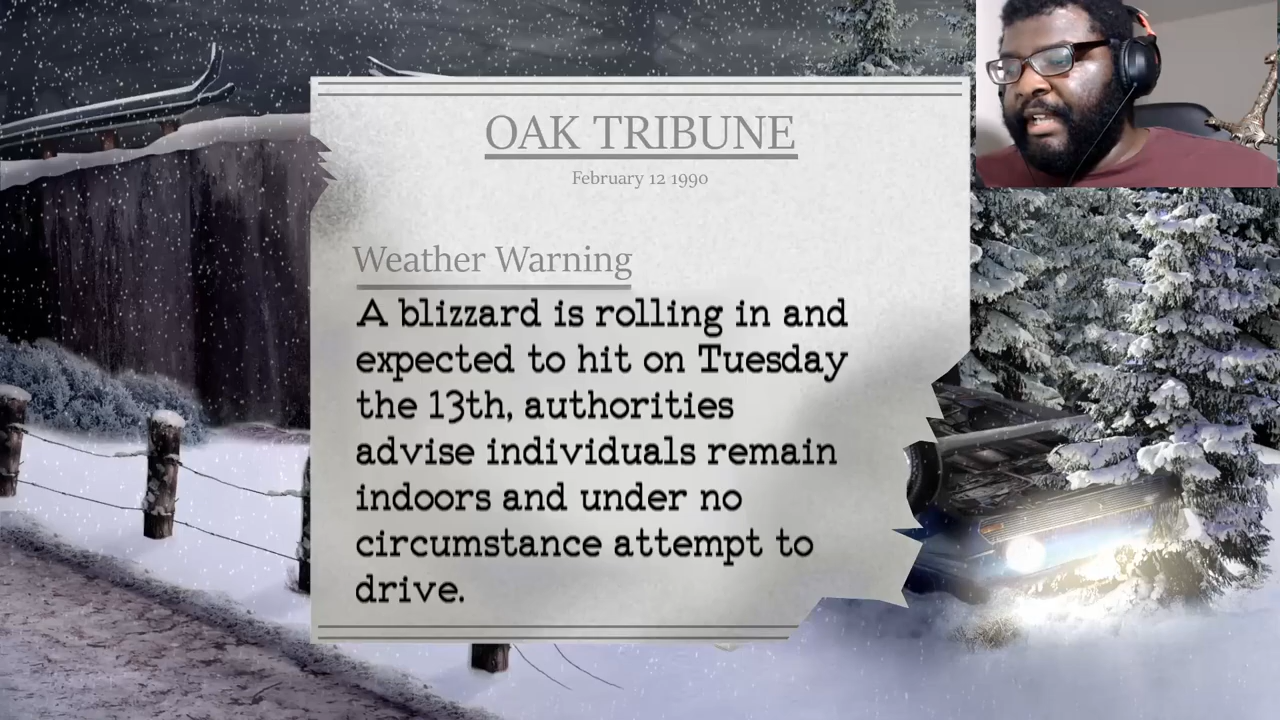 OAK TRIBUNE
February 12 1990
Weather Warning
A blizzard is rolling in and
expected to hit on Tuesday
the 13th, authorities
advise individuals remain
indoors and under no
circumstance attempt to
drive.